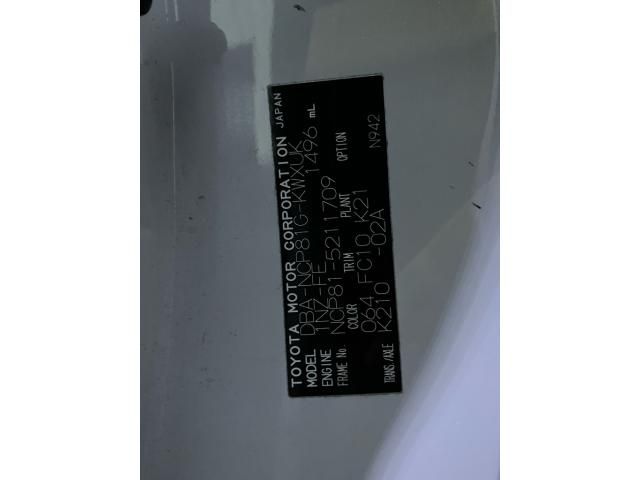 TOYOTA MOTOR CORPORATION JAPAN
MODEL DBA-NCP81G-KWXUK
ENGINE 1NZ-FE 1496 mL
FRAME No. NCP81-5211709
COLOR TRIM PLANT OPTION
064 FC10 K21
TRANS/AXLE K210 -02A N942